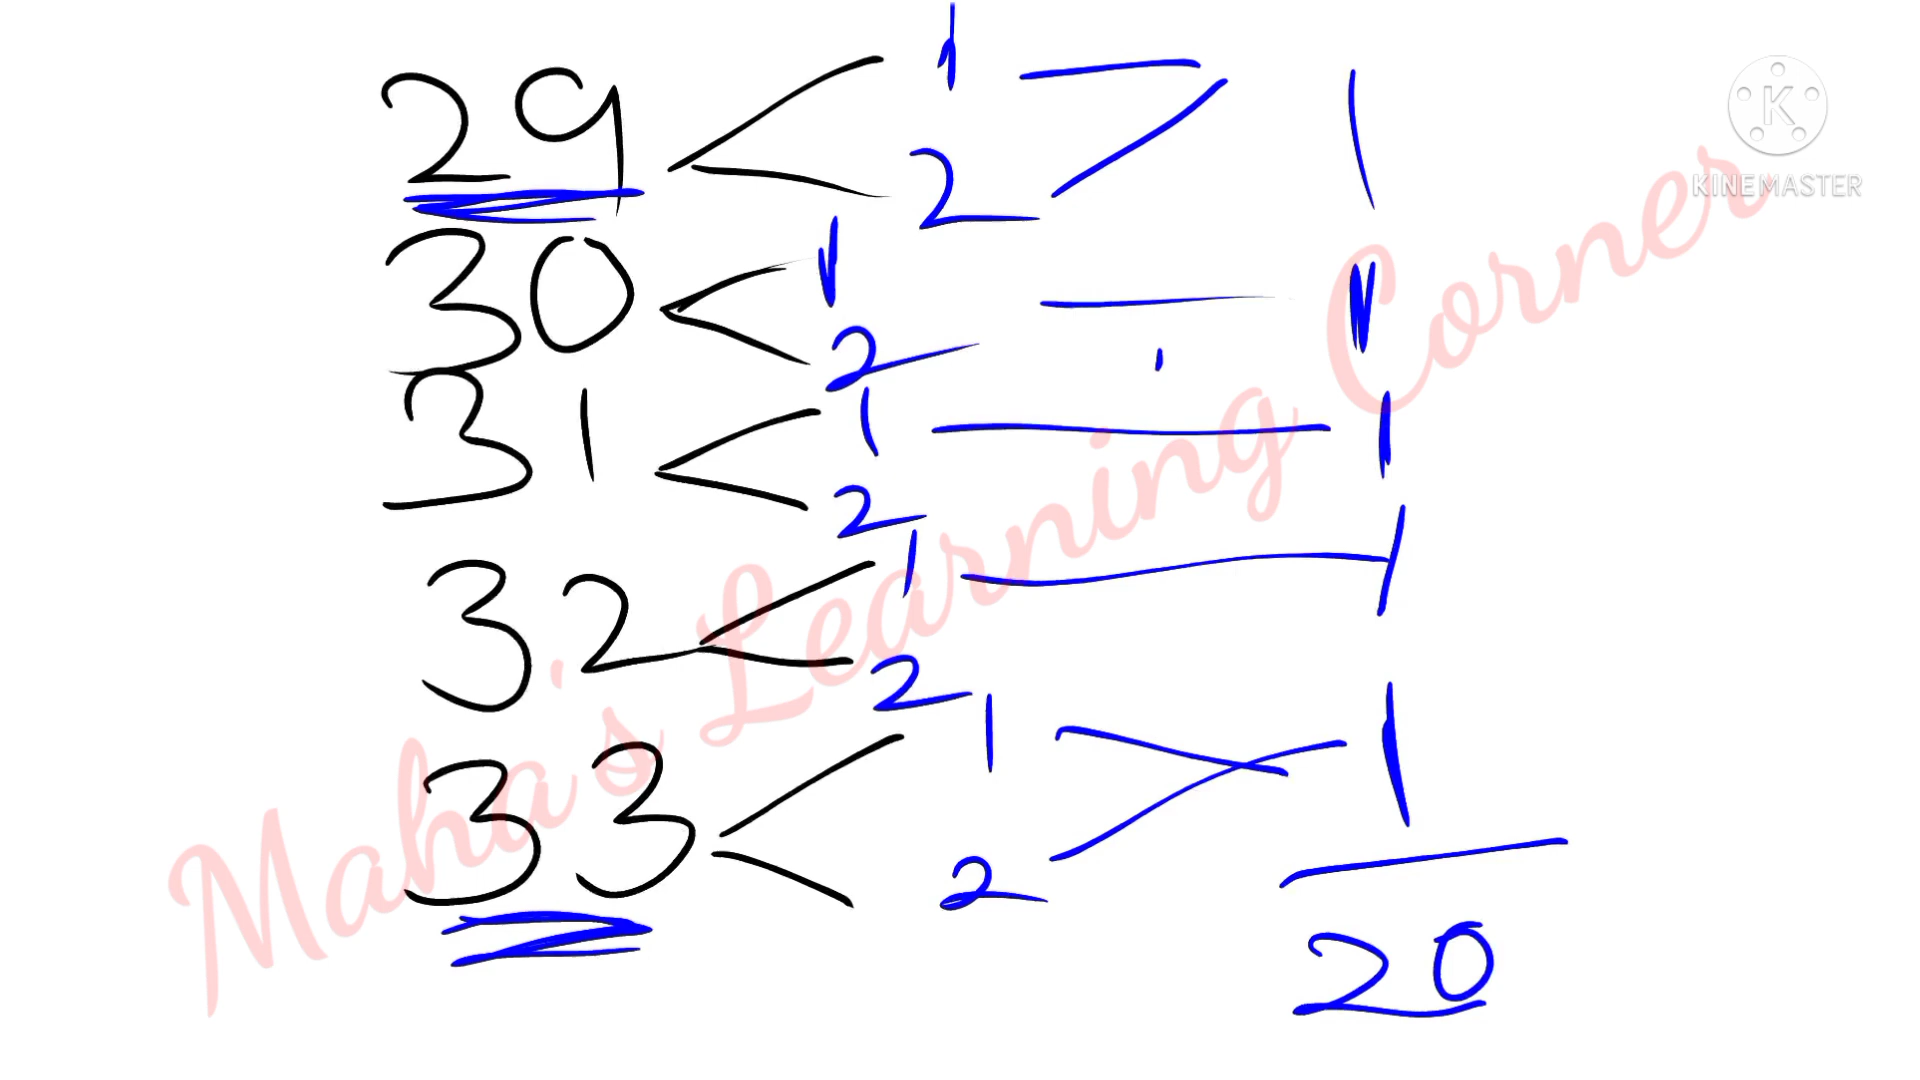 29 < 1 > 1
2
30 < 1 — 1
2
31 < 1 — 1
2
32 < 1 — 1
2
33 < 1 1
2
20
K
KINEMASTER
Maha's Learning Corner